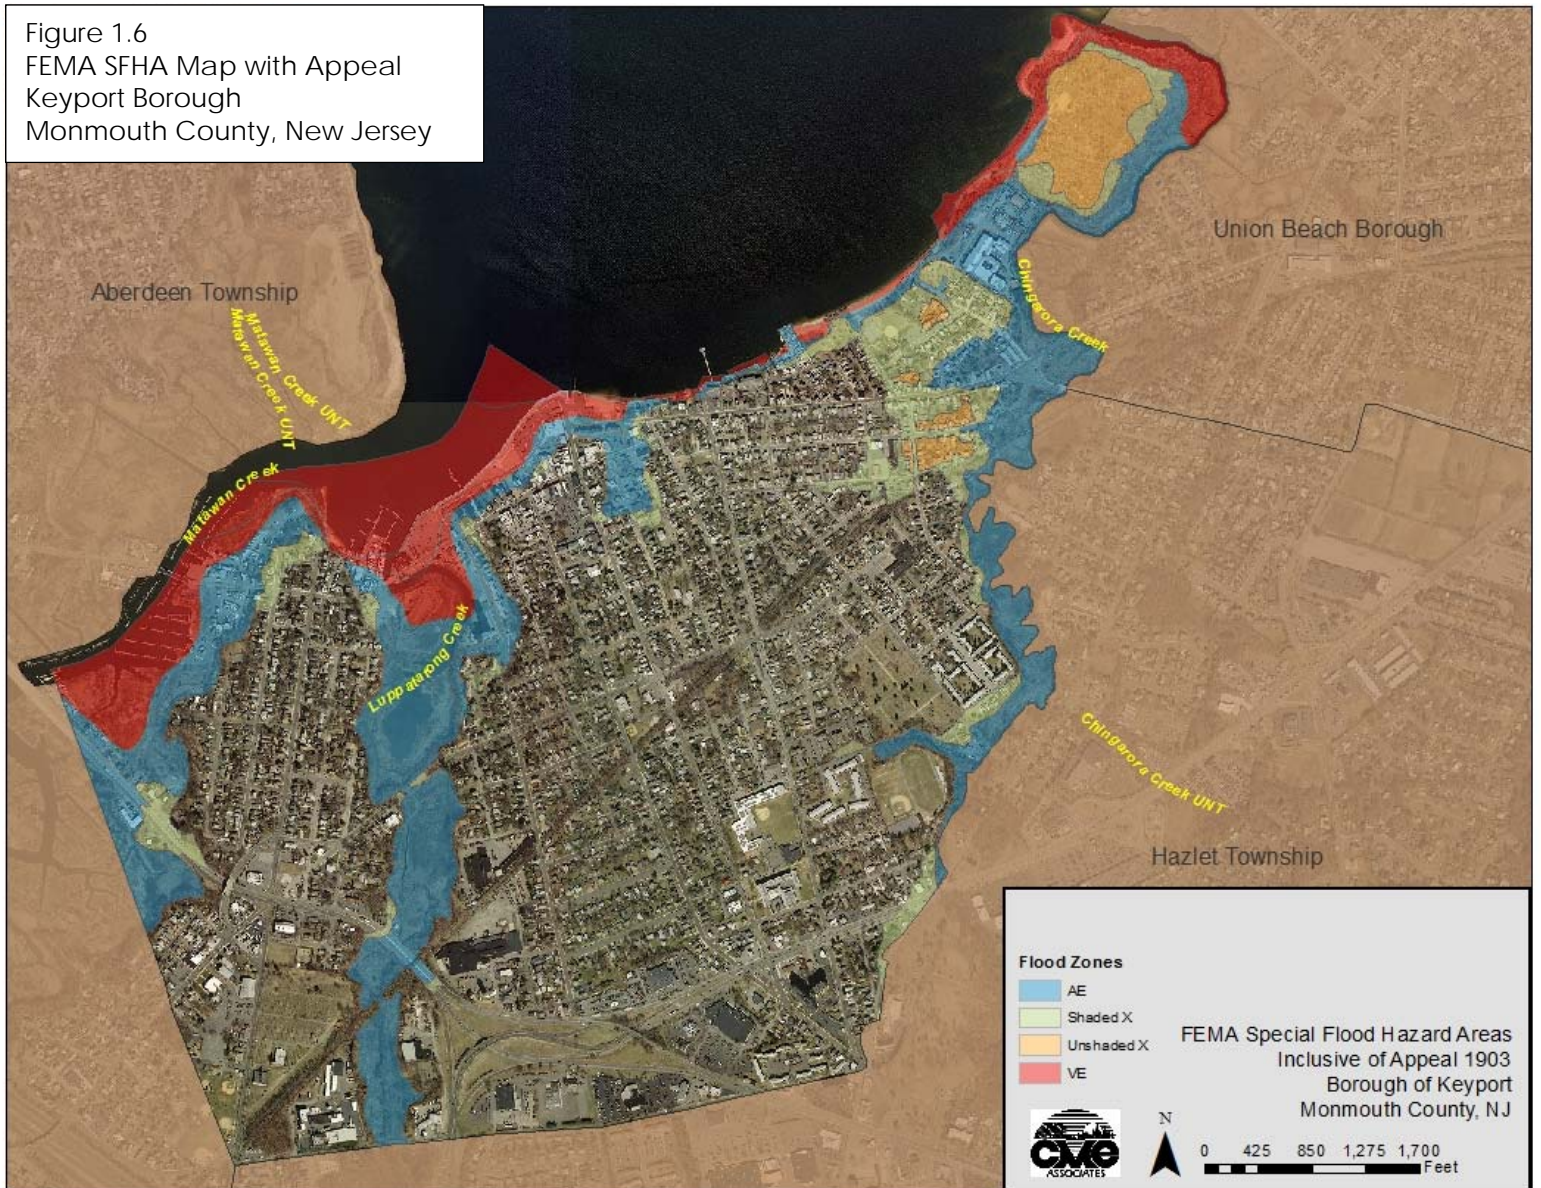 Figure 1.6
FEMA SFHA Map with Appeal
Keyport Borough
Monmouth County, New Jersey
Union Beach Borough
Aberdeen Township
Matawan Creek UNT
Matawan Creek UNT
Chingarora Creek
Matawan Creek
Luppatatong Creek
Chingarora Creek UNT
Hazlet Township
Flood Zones
AE
Shaded X
Unshaded X
VE
FEMA Special Flood Hazard Areas
Inclusive of Appeal 1903
Borough of Keyport
Monmouth County, NJ
cme
ASSOCIATES
N
0 425 850 1,275 1,700
Feet